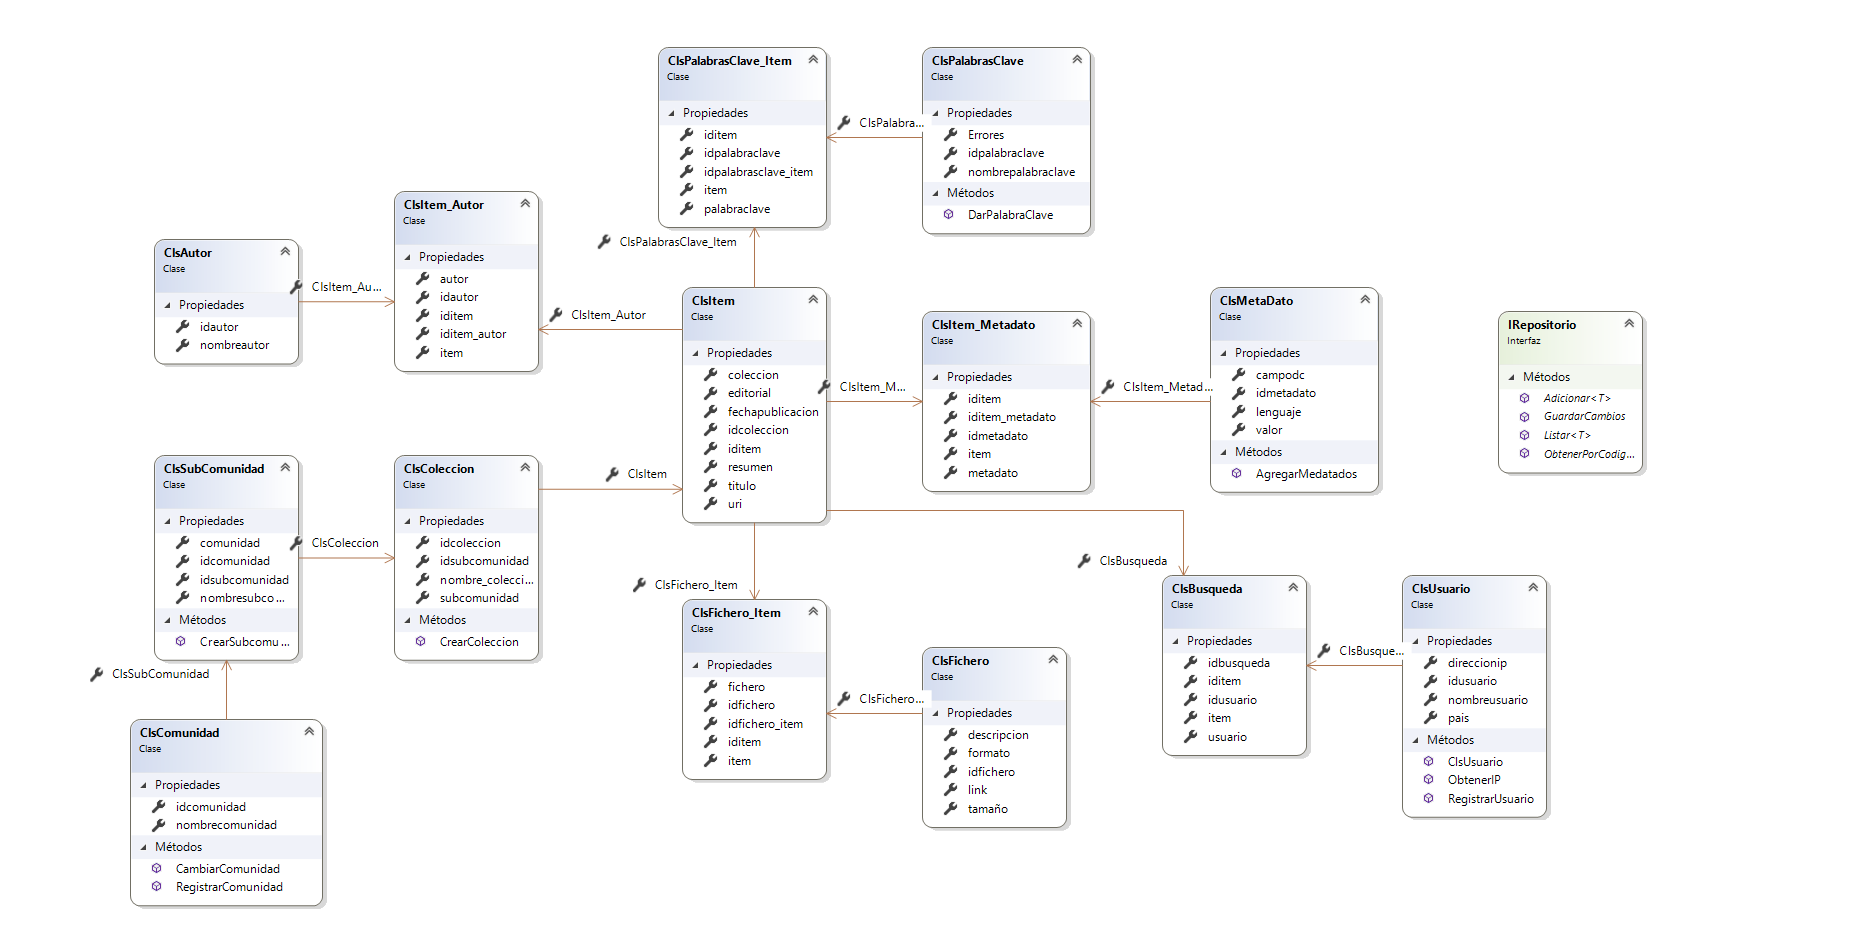 ClsPalabrasClave_Item
Clase
Propiedades
iditem
idpalabraclave
idpalabrasclave_item
item
palabraclave
ClsPalabra...
ClsPalabrasClave
Clase
Propiedades
Errores
idpalabraclave
nombrepalabraclave
Métodos
DarPalabraClave
ClsPalabrasClave_Item
ClsAutor
Clase
Propiedades
idautor
nombreautor
ClsItem_Au...
ClsItem_Autor
Clase
Propiedades
autor
idautor
iditem
iditem_autor
item
ClsItem_Autor
ClsItem
Clase
Propiedades
coleccion
editorial
fechapublicacion
idcoleccion
iditem
resumen
titulo
uri
ClsItem_M...
ClsItem_Metadato
Clase
Propiedades
iditem
iditem_metadato
idmetadato
item
metadato
ClsItem_Metad...
ClsMetaDato
Clase
Propiedades
campodc
idmetadato
lenguaje
valor
Métodos
AgregarMedatados
IRepositorio
Interfaz
Métodos
Adicionar<T>
GuardarCambios
Listar<T>
ObtenerPorCodig...
ClsSubComunidad
Clase
Propiedades
comunidad
idcomunidad
idsubcomunidad
nombresubco...
Métodos
CrearSubcomu...
ClsColeccion
ClsColeccion
Clase
Propiedades
idcoleccion
idsubcomunidad
nombre_colecci...
subcomunidad
Métodos
CrearColeccion
ClsItem
ClsFichero_Item
ClsBusqueda
ClsFichero_Item
Clase
Propiedades
fichero
idfichero
idfichero_item
iditem
item
ClsFichero...
ClsFichero
Clase
Propiedades
descripcion
formato
idfichero
link
tamaño
ClsBusqueda
Clase
Propiedades
idbusqueda
iditem
idusuario
item
usuario
ClsBusque...
ClsUsuario
Clase
Propiedades
direccionip
idusuario
nombreusuario
pais
Métodos
ClsUsuario
ObtenerIP
RegistrarUsuario
ClsSubComunidad
ClsComunidad
Clase
Propiedades
idcomunidad
nombrecomunidad
Métodos
CambiarComunidad
RegistrarComunidad